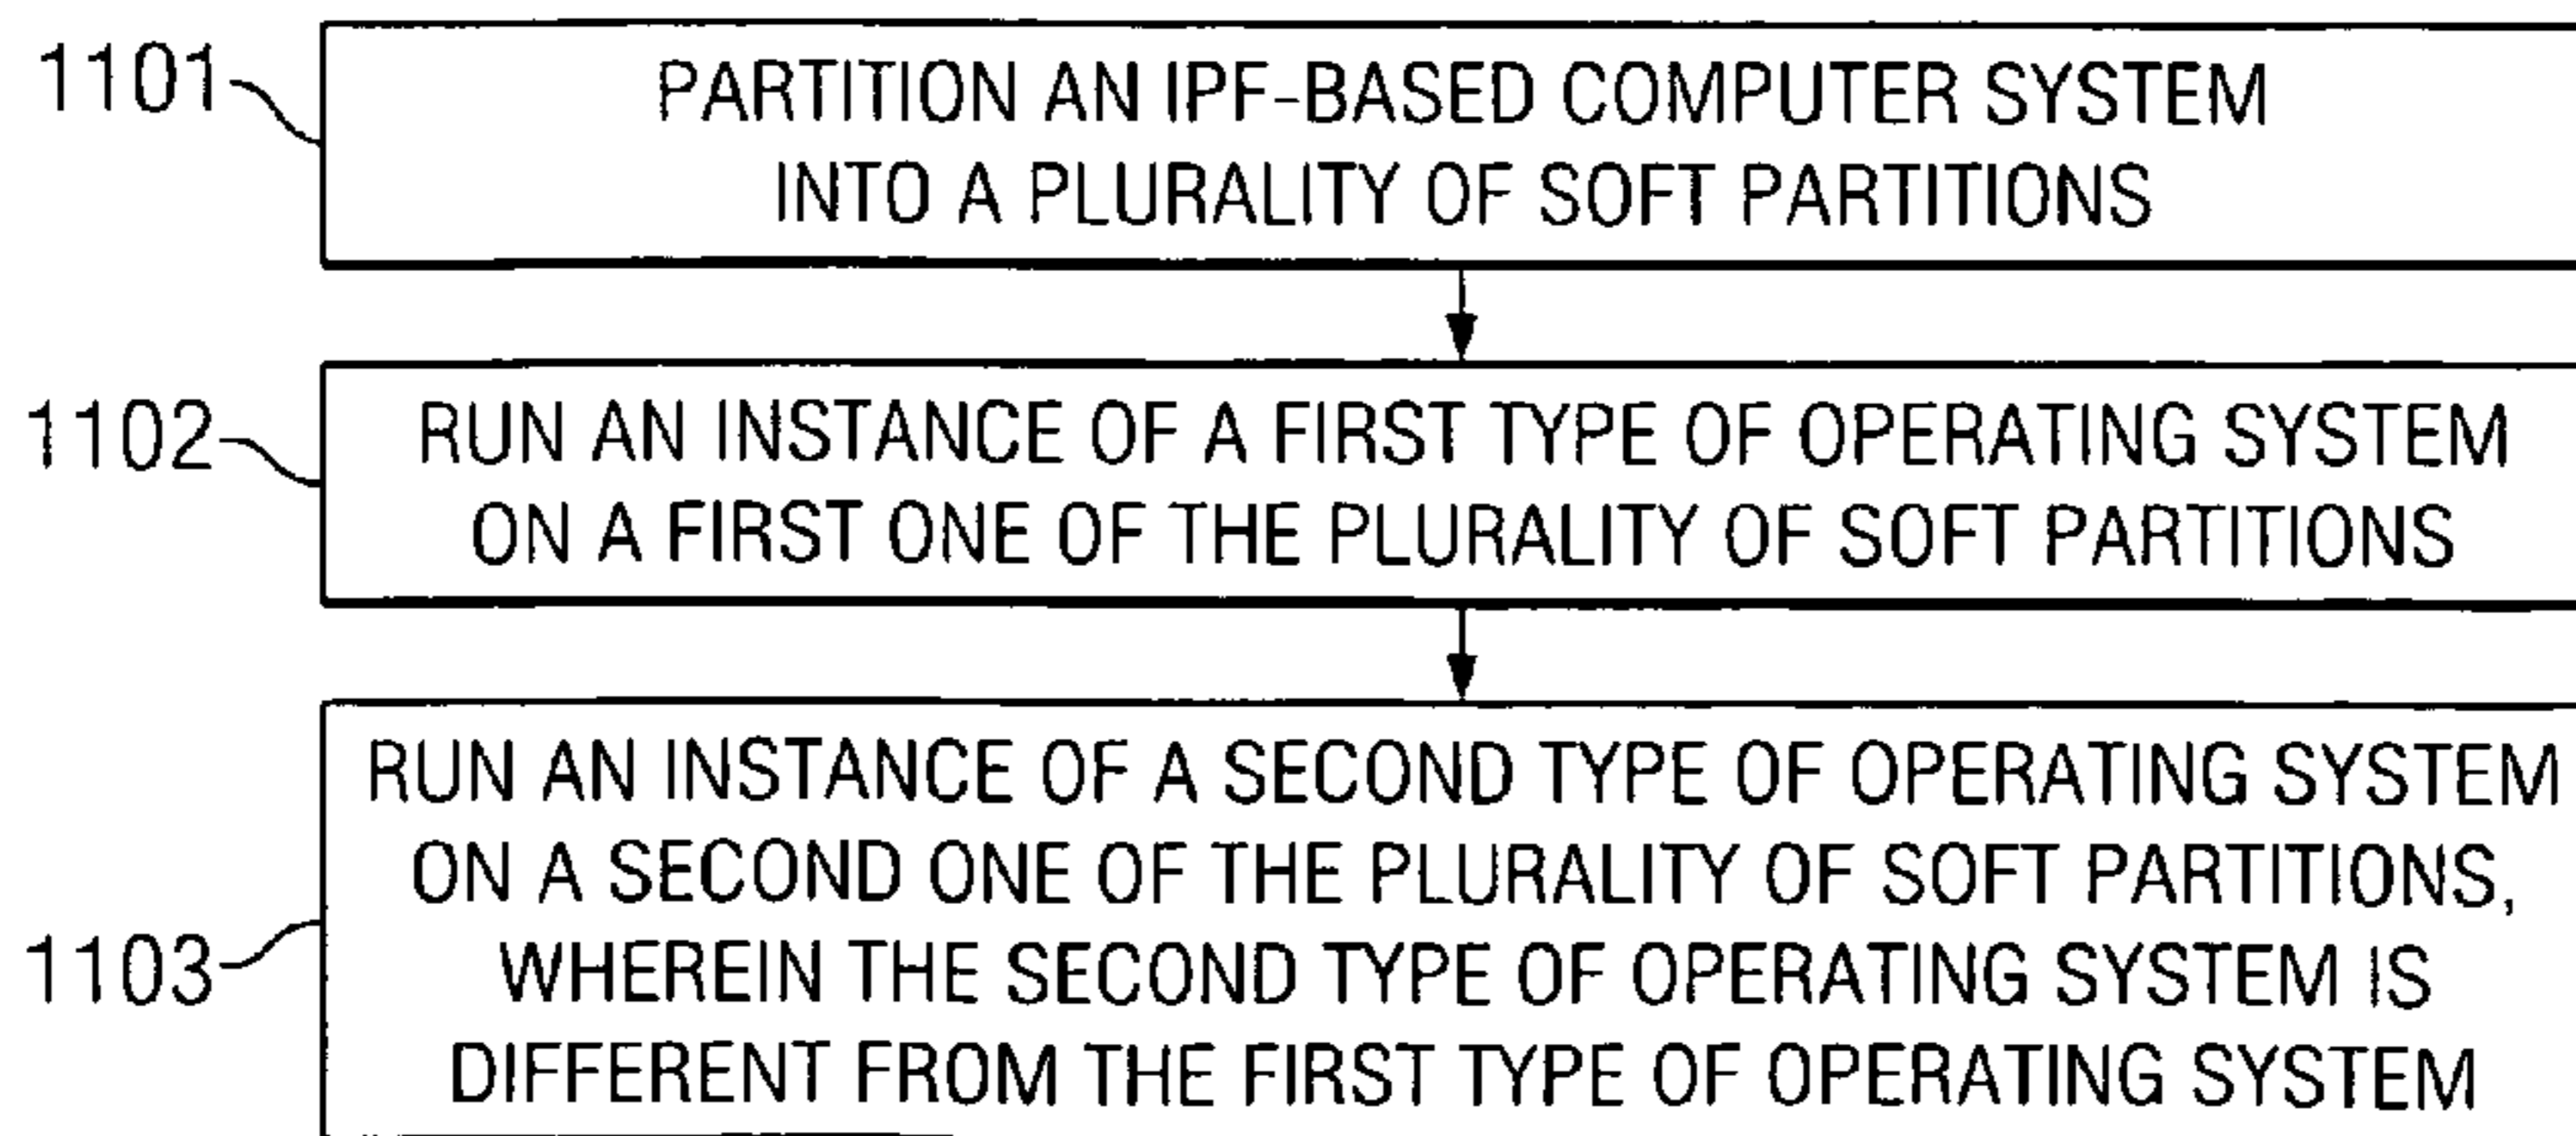 1101
PARTITION AN IPF-BASED COMPUTER SYSTEM
INTO A PLURALITY OF SOFT PARTITIONS
1102
RUN AN INSTANCE OF A FIRST TYPE OF OPERATING SYSTEM
ON A FIRST ONE OF THE PLURALITY OF SOFT PARTITIONS
1103
RUN AN INSTANCE OF A SECOND TYPE OF OPERATING SYSTEM
ON A SECOND ONE OF THE PLURALITY OF SOFT PARTITIONS,
WHEREIN THE SECOND TYPE OF OPERATING SYSTEM IS
DIFFERENT FROM THE FIRST TYPE OF OPERATING SYSTEM